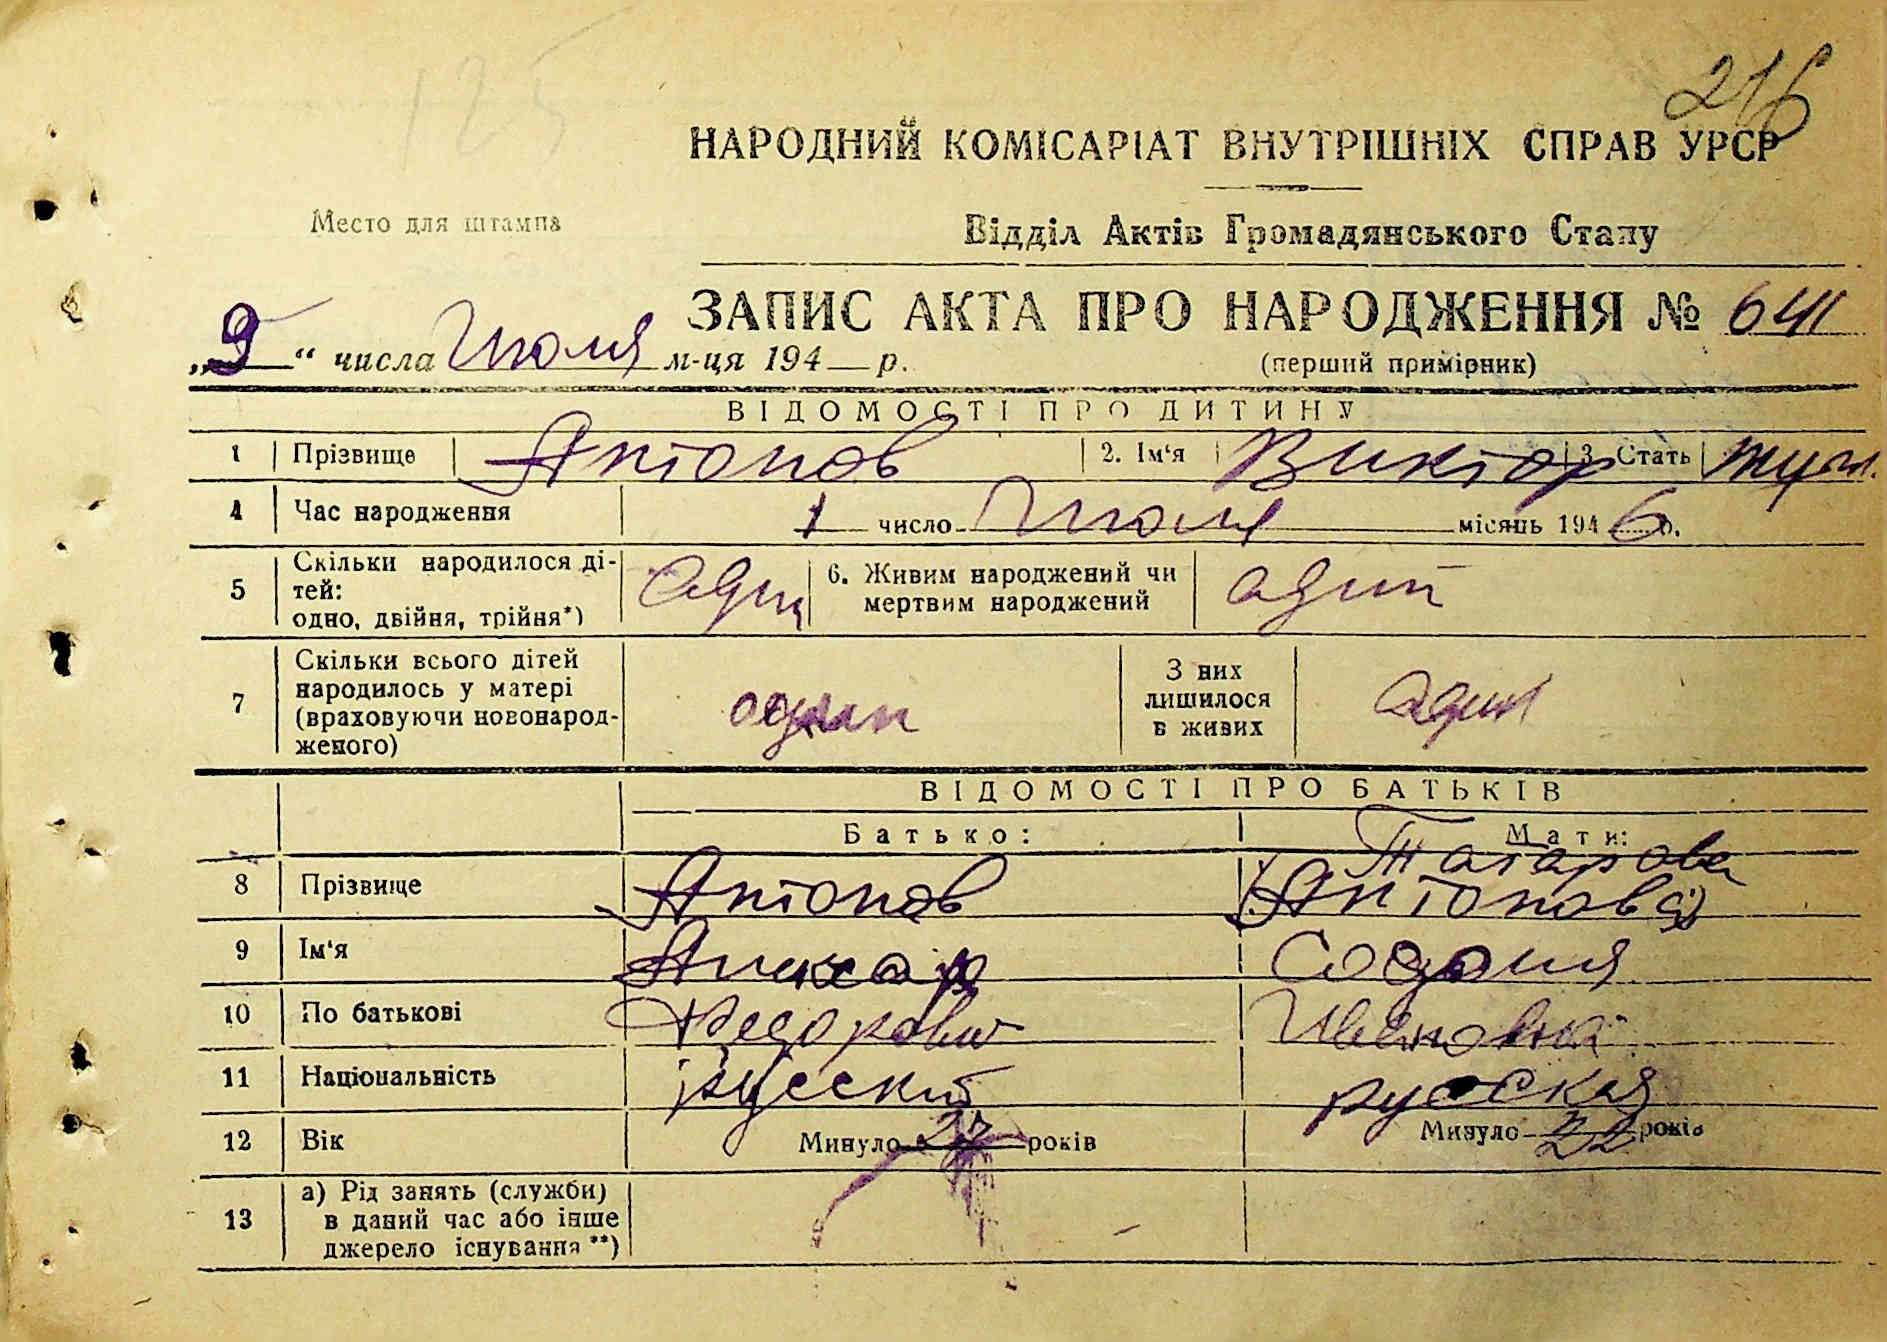 125
216
НАРОДНИЙ КОМІСАРІАТ ВНУТРІШНІХ СПРАВ УРСР
Место для штампа
Відділ Актів Громадянського Стану
ЗАПИС АКТА ПРО НАРОДЖЕННЯ № 641
„9“ числа Июля м-ця 194 р.
(перший примірник)
ВІДОМОСТІ ПРО ДИТИНУ
1 Прізвище Антонов 2. Ім‘я Виктор 3. Стать муж.
4 Час народження 1 число Июля місяць 1946 р.
5 Скільки народилося ді-
тей:
одно, двійня, трійня*) один 6. Живим народжений чи
мертвим народжений
7 Скільки всього дітей
народилось у матері
(враховуючи новонарод-
женого) один З них
лишилося
в живих один
ВІДОМОСТІ ПРО БАТЬКІВ
Батько: Мати:
Татарова
8 Прізвище Антонов (Антонова)
9 Ім‘я
10 По батькові Федорович Ивановна
11 Національність русский русская
12 Вік Минуло 27 років Минуло 22 років
13 а) Рід занять (служби)
в даний час або інше
джерело існування **)